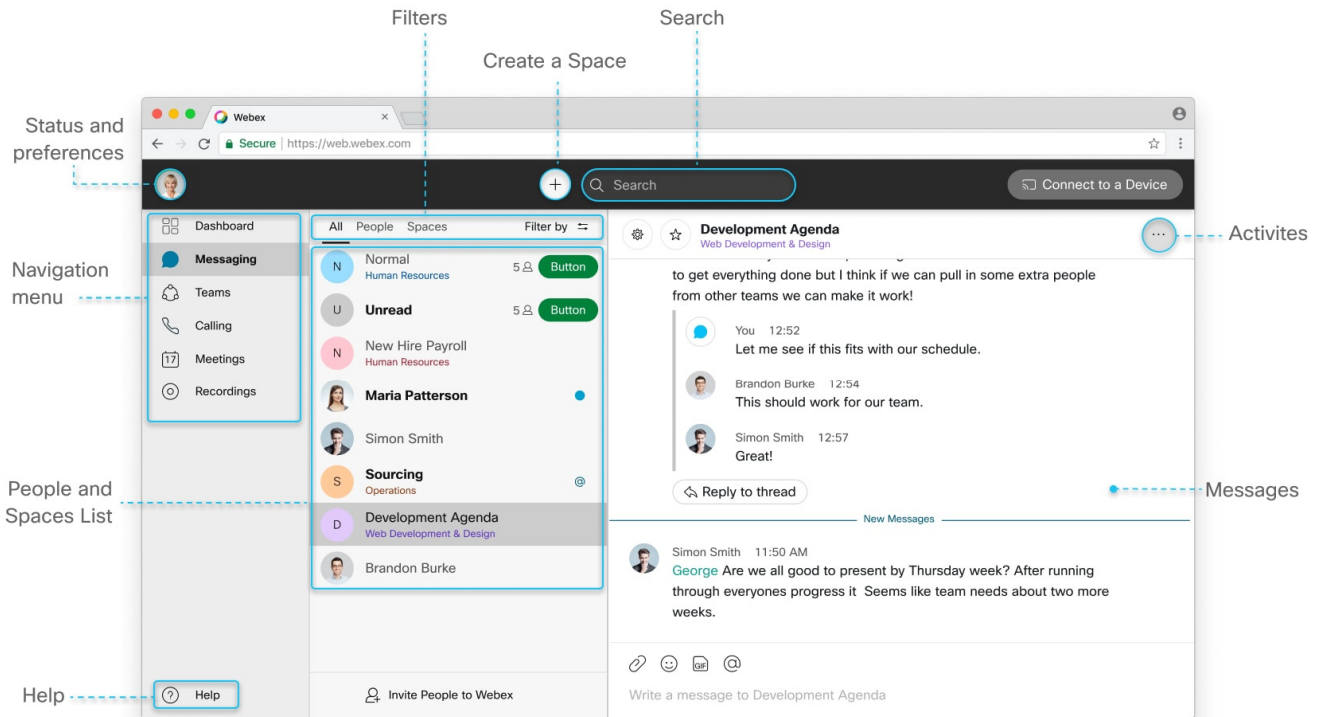 Filters
Search
Create a Space
Status and
preferences
Webex
Secure https://web.webex.com
Search
Connect to a Device
Navigation
menu
Dashboard
Messaging
Teams
Calling
17 Meetings
Recordings
All People Spaces Filter by
N Normal 5 Button
Human Resources
U Unread 5 Button
N New Hire Payroll
Human Resources
Maria Patterson
Simon Smith
S Sourcing @
Operations
D Development Agenda
Web Development & Design
Brandon Burke
People and
Spaces List
Help
? Help
Invite People to Webex
Development Agenda
Web Development & Design
...
Activites
to get everything done but I think if we can pull in some extra people
from other teams we can make it work!
You 12:52
Let me see if this fits with our schedule.
Brandon Burke 12:54
This should work for our team.
Simon Smith 12:57
Great!
Reply to thread
Messages
New Messages
Simon Smith 11:50 AM
George Are we all good to present by Thursday week? After running
through everyones progress it Seems like team needs about two more
weeks.
GIF @
Write a message to Development Agenda